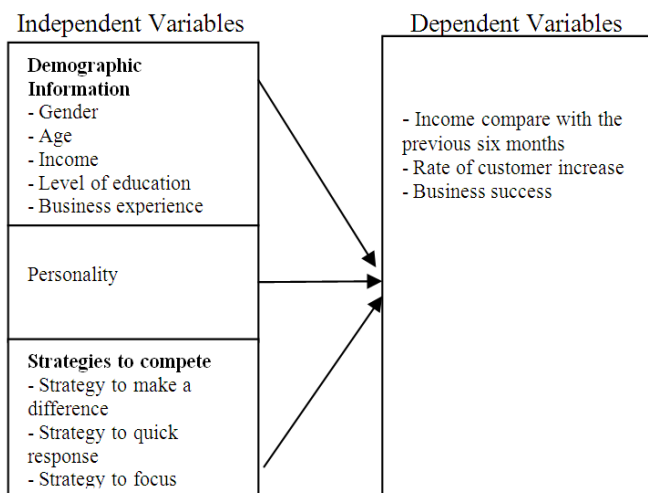 Independent Variables
Demographic
Information
- Gender
- Age
- Income
- Level of education
- Business experience
Personality
Strategies to compete
- Strategy to make a
difference
- Strategy to quick
response
- Strategy to focus
Dependent Variables
- Income compare with the
previous six months
- Rate of customer increase
- Business success